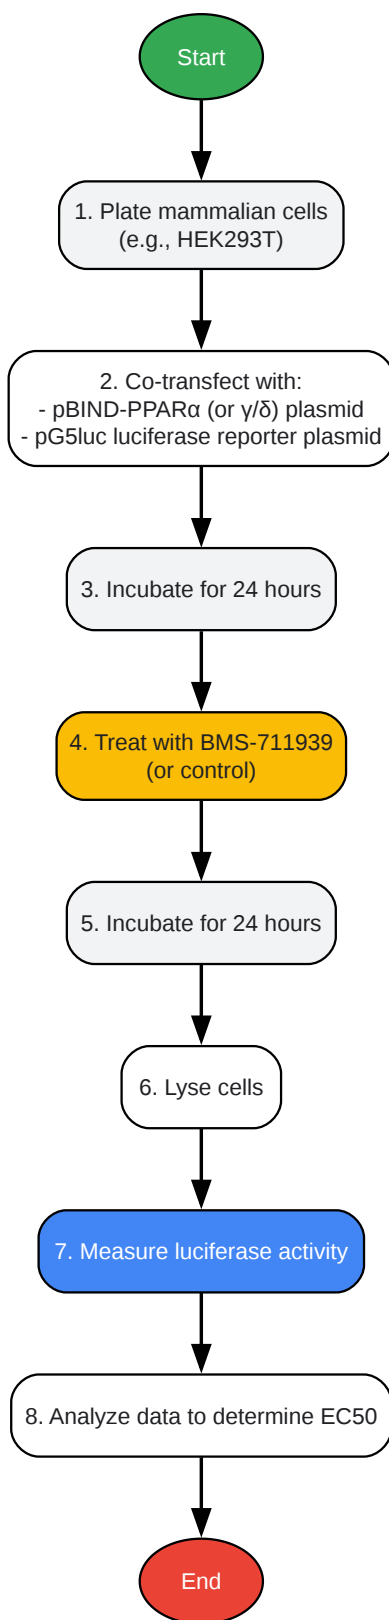 Start
1. Plate mammalian cells
(e.g., HEK293T)
2. Co-transfect with:
- pBIND-PPARα (or γ/δ) plasmid
- pG5luc luciferase reporter plasmid
3. Incubate for 24 hours
4. Treat with BMS-711939
(or control)
5. Incubate for 24 hours
6. Lyse cells
7. Measure luciferase activity
8. Analyze data to determine EC50
End